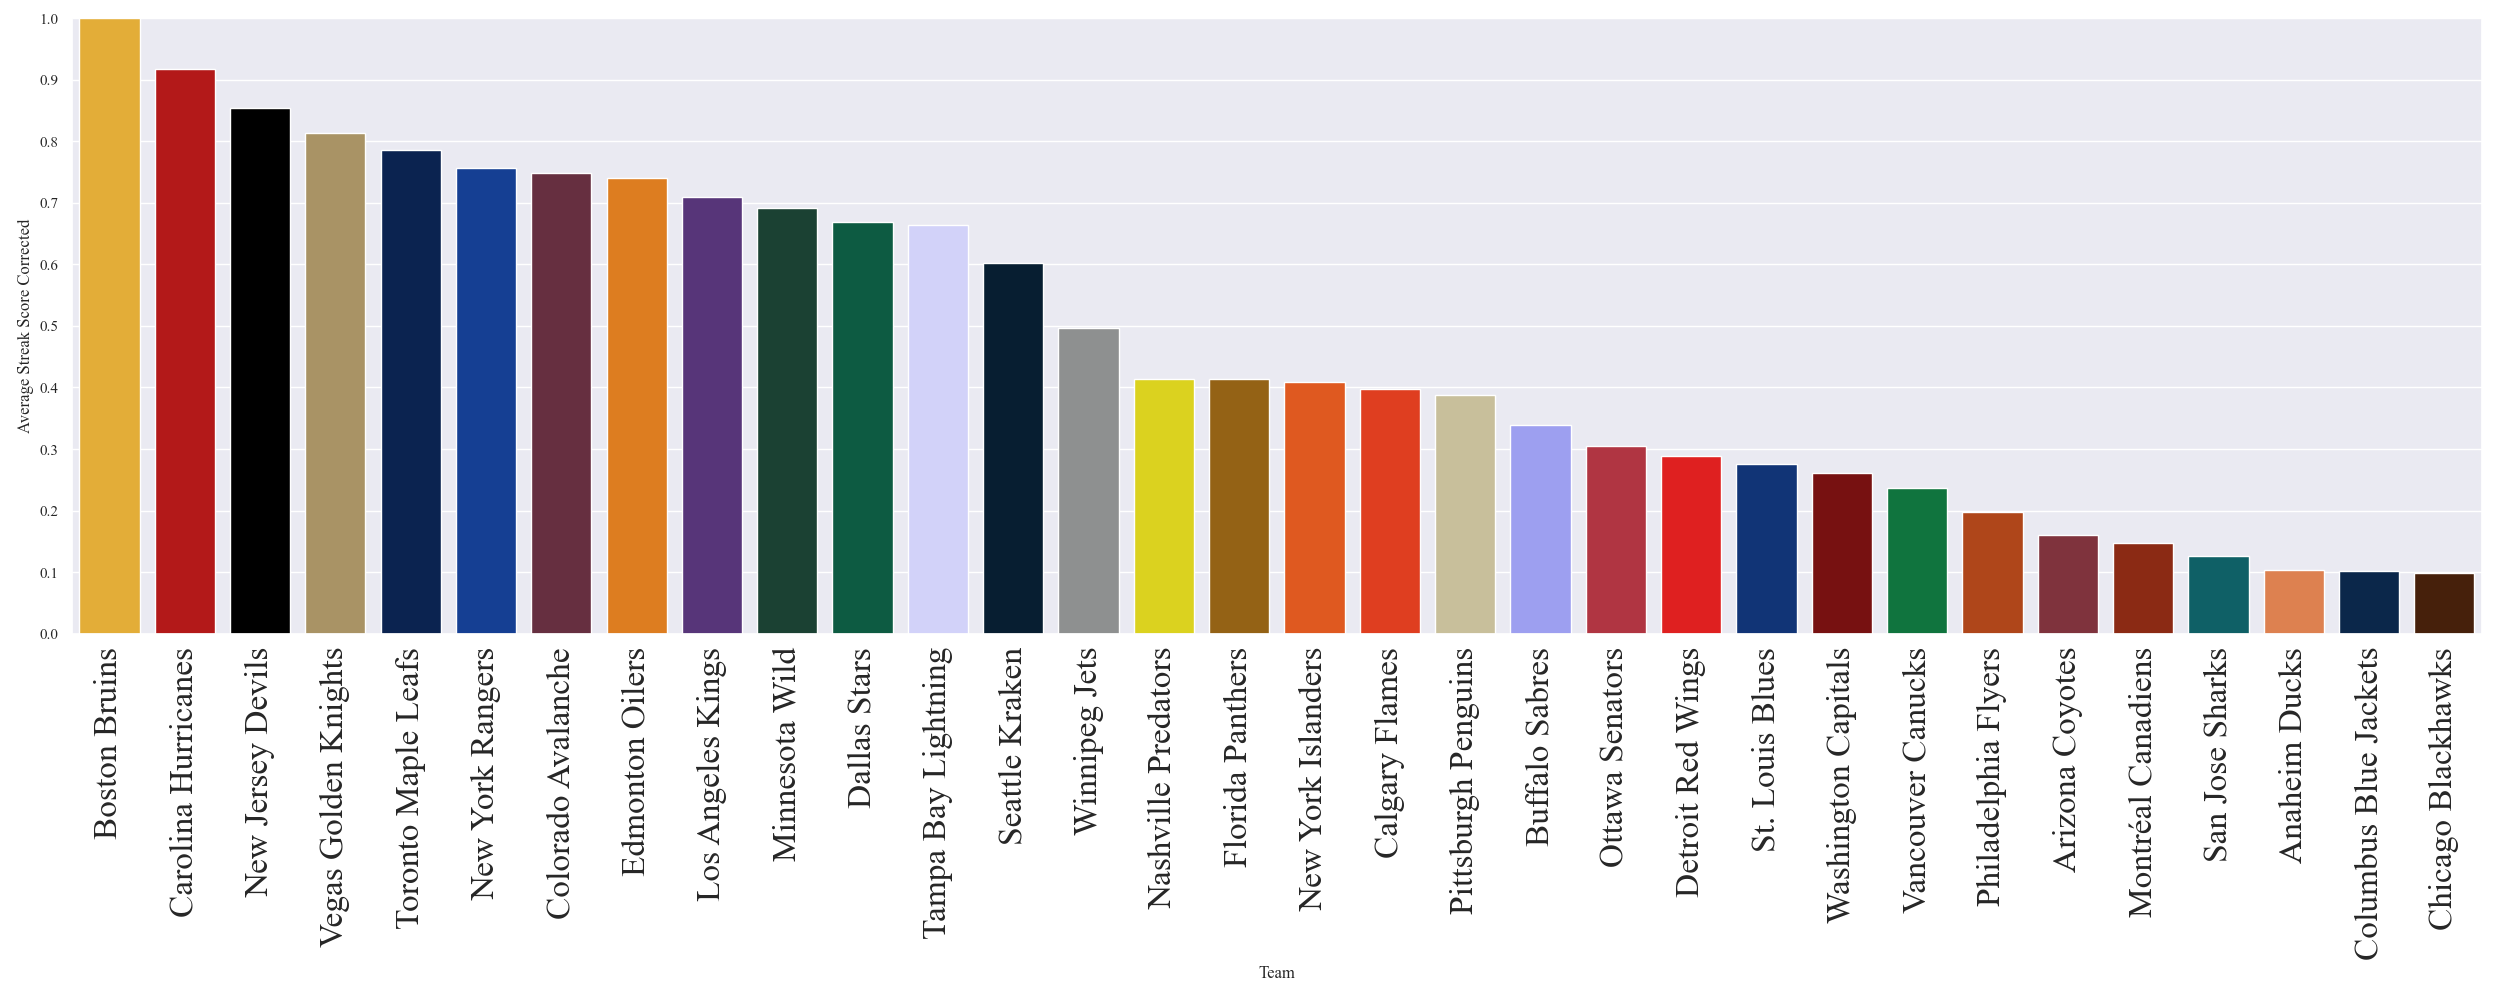 1.0
0.9
0.8
0.7
0.6
0.5
0.4
0.3
0.2
0.1
0.0
Average Streak Score Corrected
Boston Bruins
Carolina Hurricanes
New Jersey Devils
Vegas Golden Knights
Toronto Maple Leafs
New York Rangers
Colorado Avalanche
Edmonton Oilers
Los Angeles Kings
Minnesota Wild
Dallas Stars
Tampa Bay Lightning
Seattle Kraken
Winnipeg Jets
Nashville Predators
Florida Panthers
New York Islanders
Calgary Flames
Pittsburgh Penguins
Buffalo Sabres
Ottawa Senators
Detroit Red Wings
St. Louis Blues
Washington Capitals
Vancouver Canucks
Philadelphia Flyers
Arizona Coyotes
Montréal Canadiens
San Jose Sharks
Anaheim Ducks
Columbus Blue Jackets
Chicago Blackhawks
Team